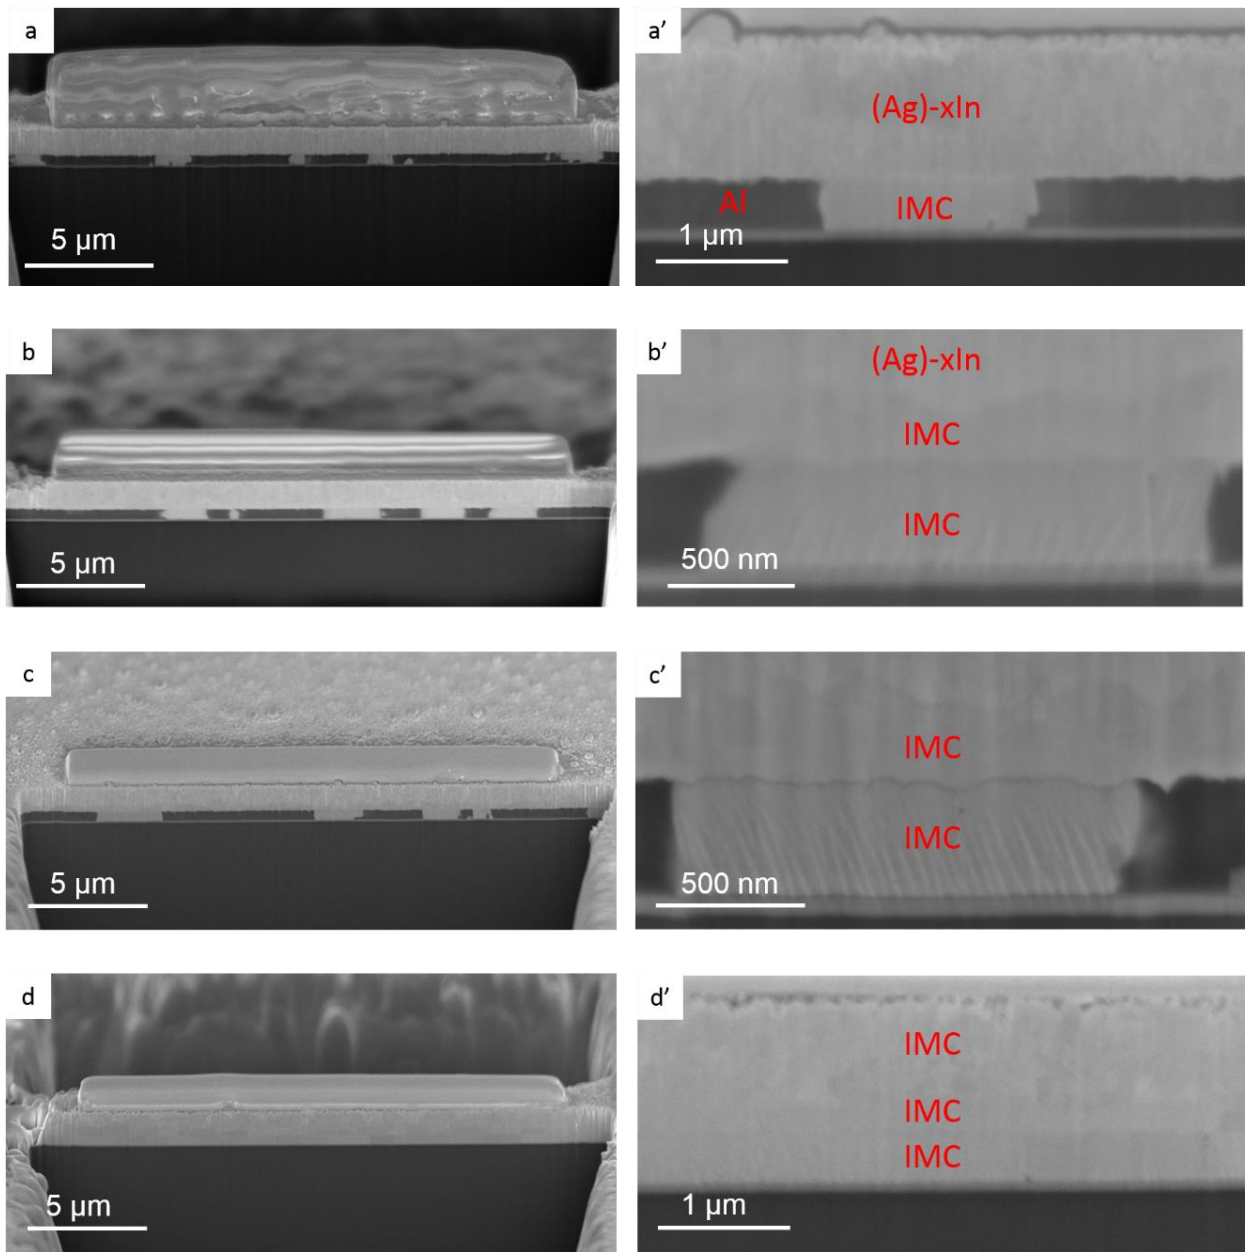 a
5 µm
a’
(Ag)-xIn
Al
IMC
1 µm
b
5 µm
b’
(Ag)-xIn
IMC
IMC
500 nm
c
5 µm
c’
IMC
IMC
500 nm
d
5 µm
d’
IMC
IMC
IMC
1 µm